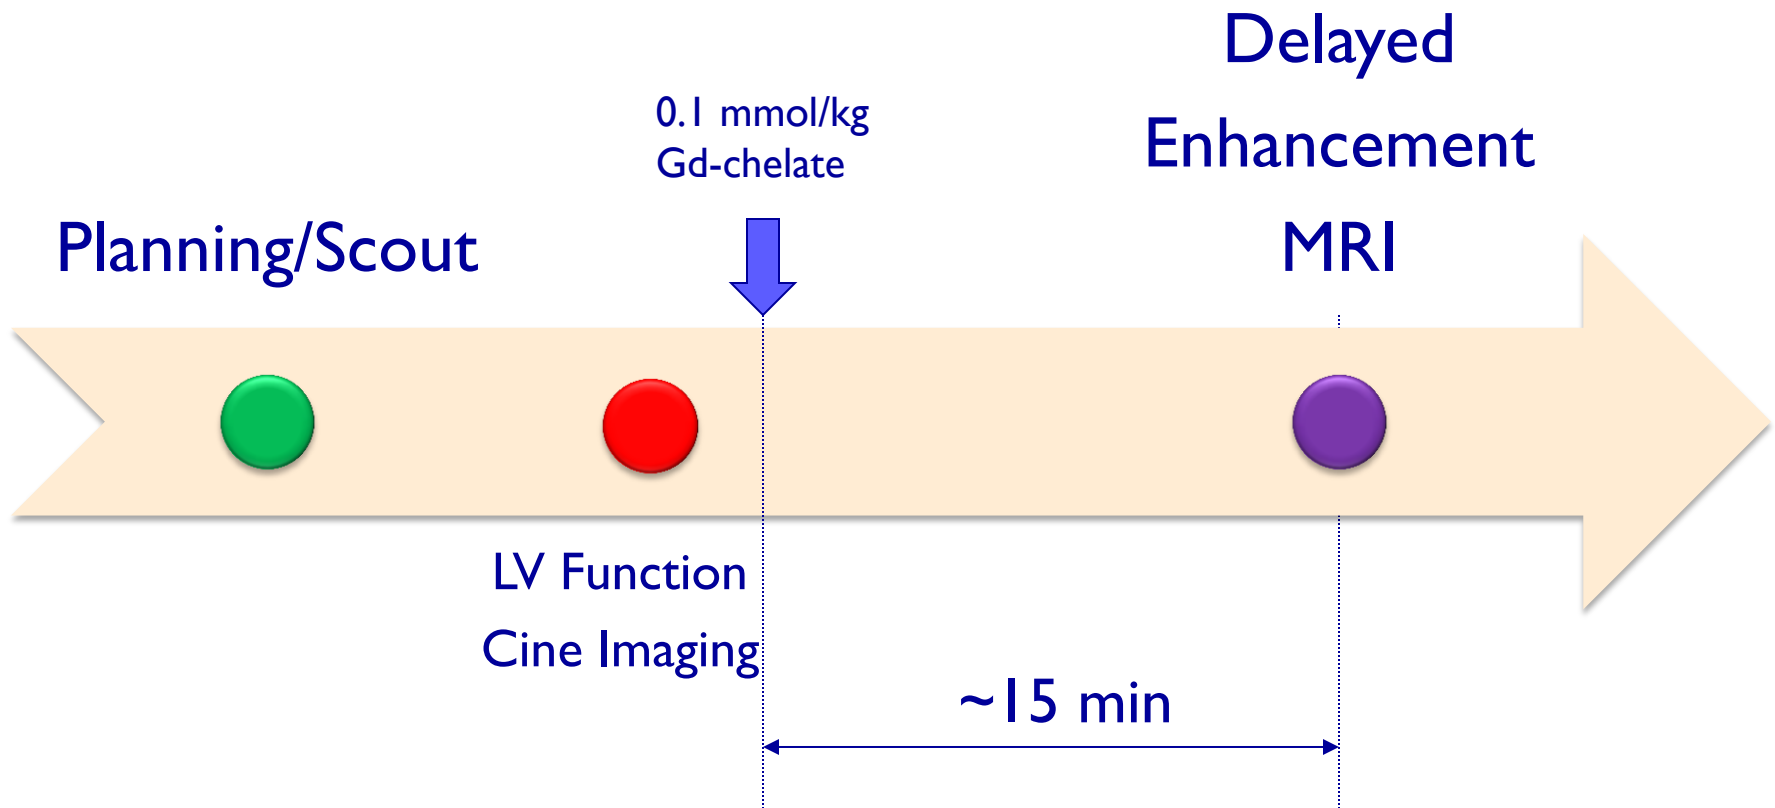 Planning/Scout
0.1 mmol/kg
Gd-chelate
Delayed
Enhancement
MRI
LV Function
Cine Imaging
~15 min